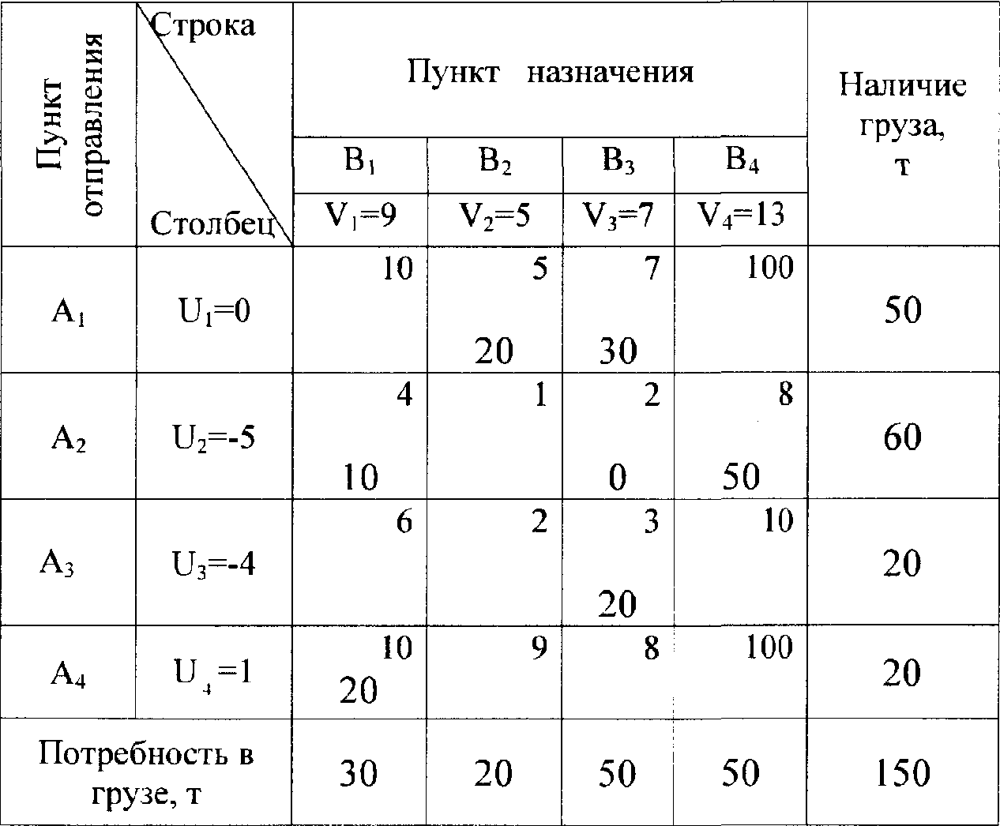 Пункт
отправления
Строка
Столбец
Пункт назначения
Наличие
груза,
т
B₁ B₂ B₃ B₄
V₁=9 V₂=5 V₃=7 V₄=13
10 5 7 100
A₁ U₁=0 50
20 30
4 1 2 8
A₂ U₂=-5 60
10 0 50
6 2 3 10
A₃ U₃=-4 20
20
10 9 8 100
A₄ U₄=1 20
20
Потребность в
грузе, т
30 20 50 50 150